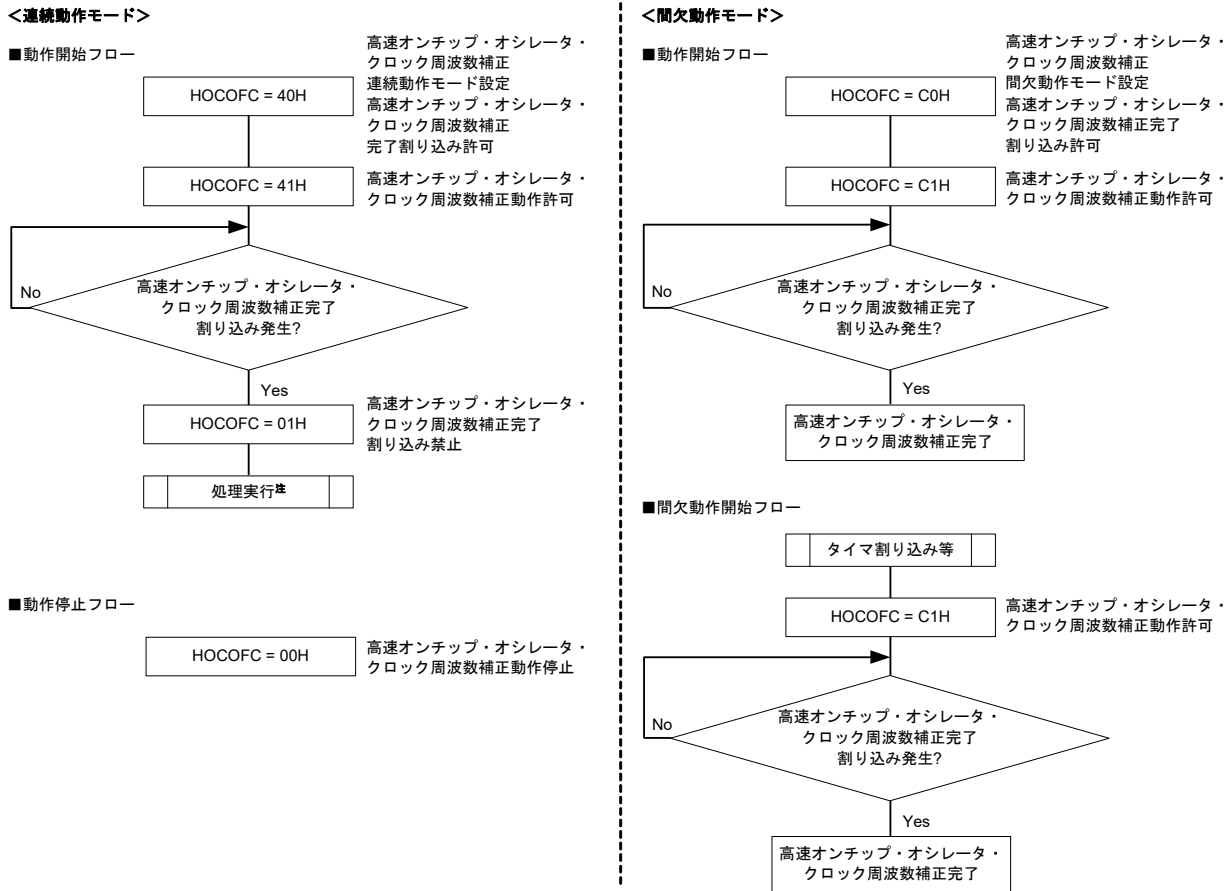 ＜連続動作モード＞
■動作開始フロー
HOCOFC = 40H
高速オンチップ・オシレータ・
クロック周波数補正
連続動作モード設定
高速オンチップ・オシレータ・
クロック周波数補正
完了割り込み許可
HOCOFC = 41H
高速オンチップ・オシレータ・
クロック周波数補正動作許可
No
高速オンチップ・オシレータ・
クロック周波数補正完了
割り込み発生?
Yes
HOCOFC = 01H
高速オンチップ・オシレータ・
クロック周波数補正完了
割り込み禁止
処理実行注
■動作停止フロー
HOCOFC = 00H
高速オンチップ・オシレータ・
クロック周波数補正動作停止
＜間欠動作モード＞
■動作開始フロー
HOCOFC = C0H
高速オンチップ・オシレータ・
クロック周波数補正
間欠動作モード設定
高速オンチップ・オシレータ・
クロック周波数補正完了
割り込み許可
HOCOFC = C1H
高速オンチップ・オシレータ・
クロック周波数補正動作許可
No
高速オンチップ・オシレータ・
クロック周波数補正完了
割り込み発生?
Yes
高速オンチップ・オシレータ・
クロック周波数補正完了
■間欠動作開始フロー
タイマ割り込み等
HOCOFC = C1H
高速オンチップ・オシレータ・
クロック周波数補正動作許可
No
高速オンチップ・オシレータ・
クロック周波数補正完了
割り込み発生?
Yes
高速オンチップ・オシレータ・
クロック周波数補正完了